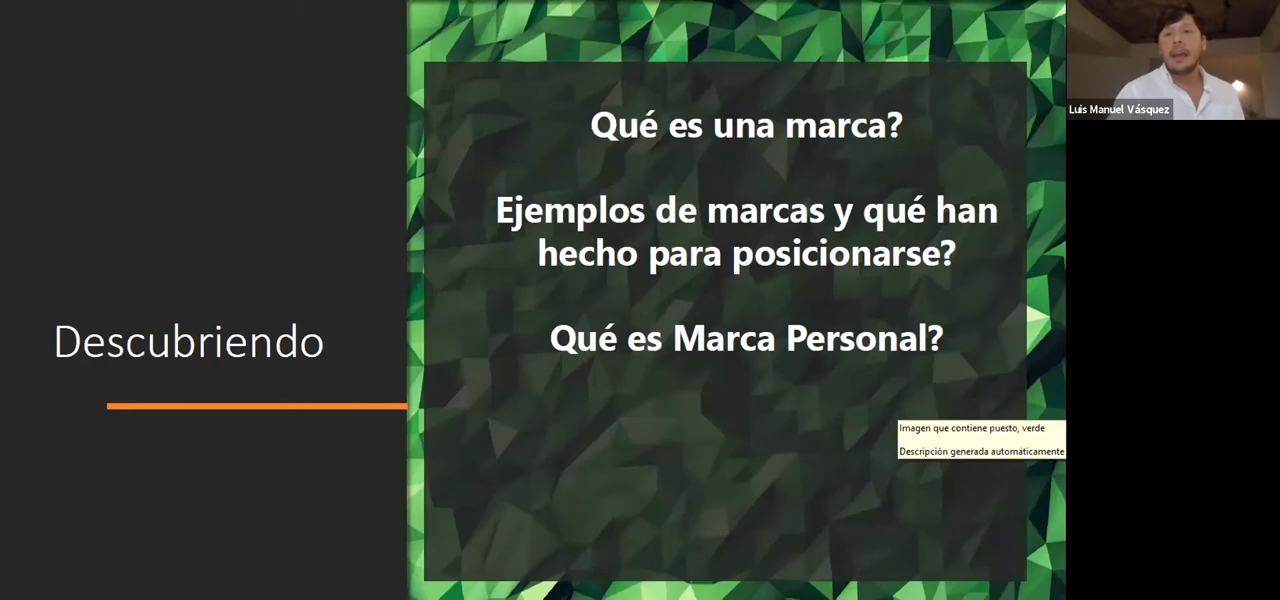 Descubriendo
Qué es una marca?
Ejemplos de marcas y qué han
hecho para posicionarse?
Qué es Marca Personal?
Imagen que contiene puesto, verde
Descripción generada automáticamente
Luis Manuel Vásquez